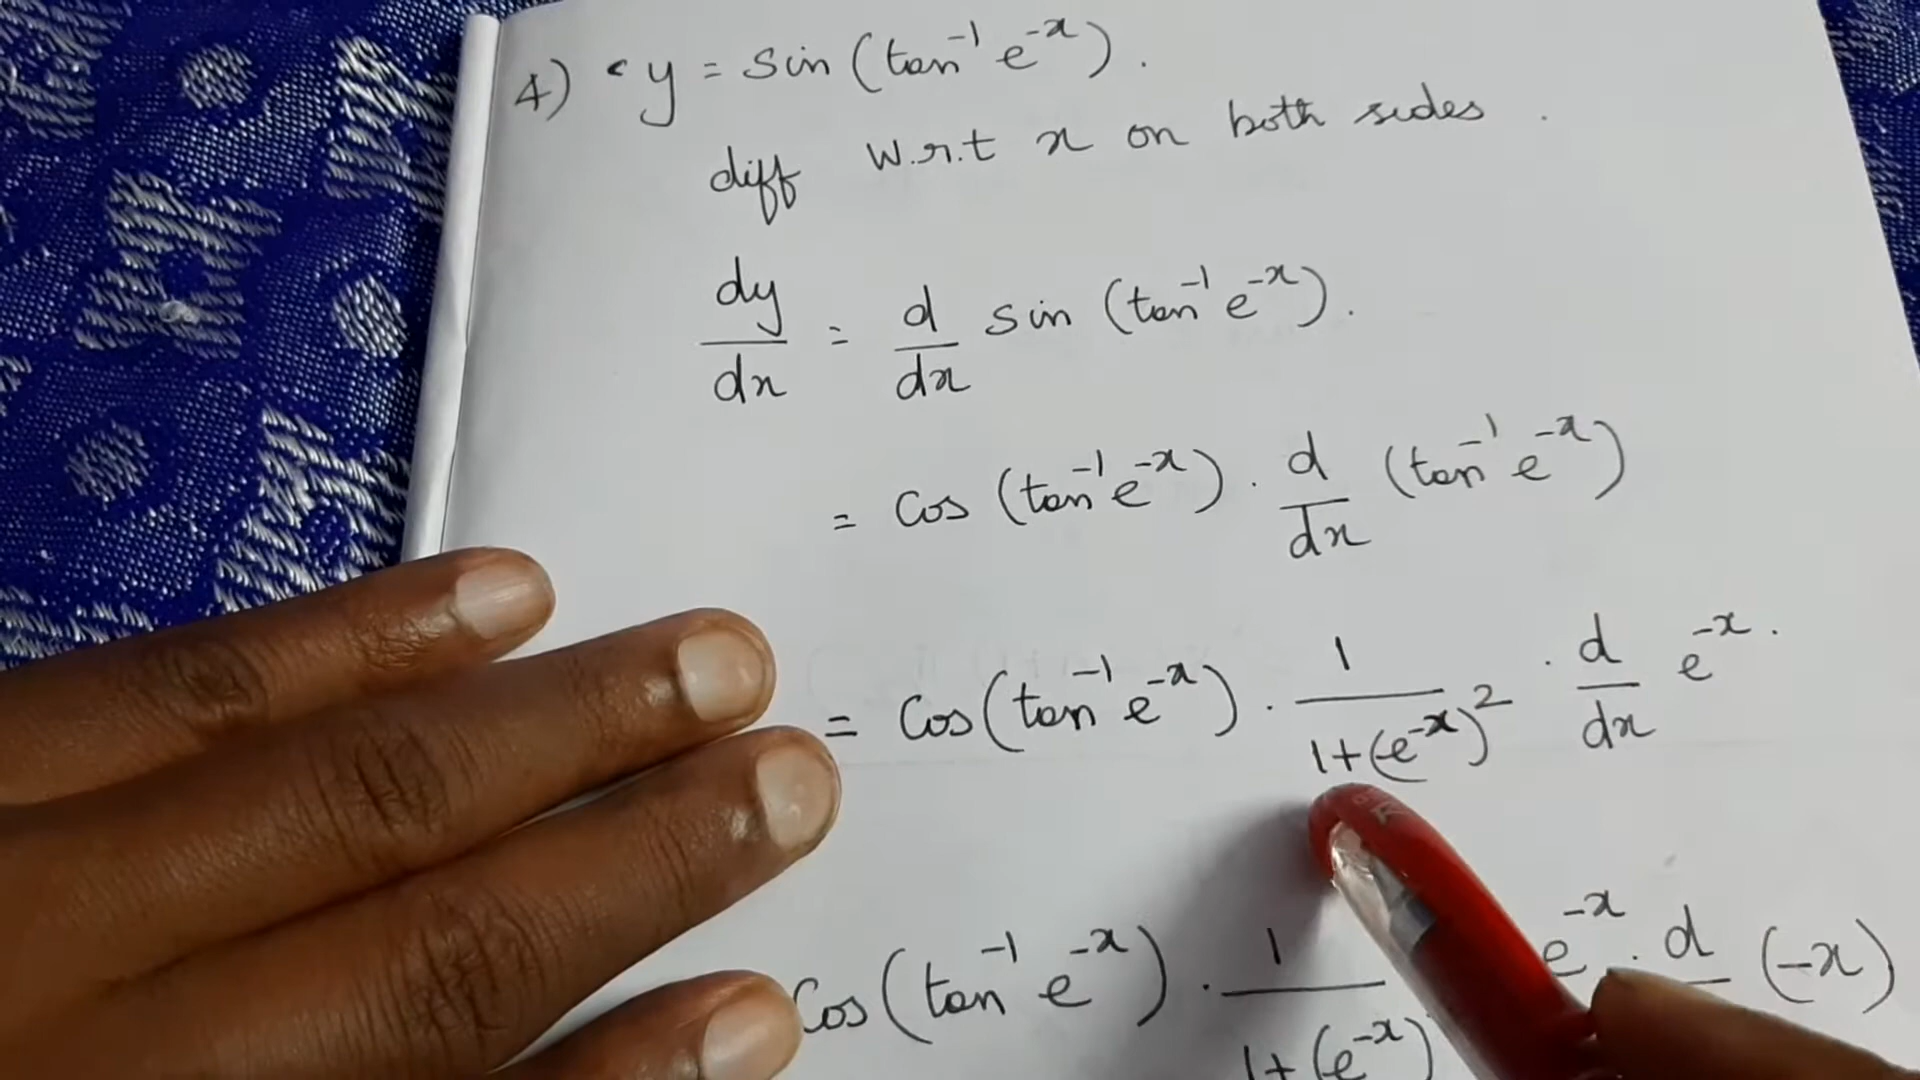 4) y = sin (tan⁻¹ e⁻ˣ).
diff w.r.t x on both sides.
dy/dx = d/dx sin (tan⁻¹ e⁻ˣ).
= Cos (tan⁻¹ e⁻ˣ) . d/dx (tan⁻¹ e⁻ˣ)
= Cos (tan⁻¹ e⁻ˣ) . 1/1+(e⁻ˣ)² . d/dx e⁻ˣ.
Cos (tan⁻¹ e⁻ˣ) . 1/1+(e⁻ˣ) e⁻ˣ . d (-x)